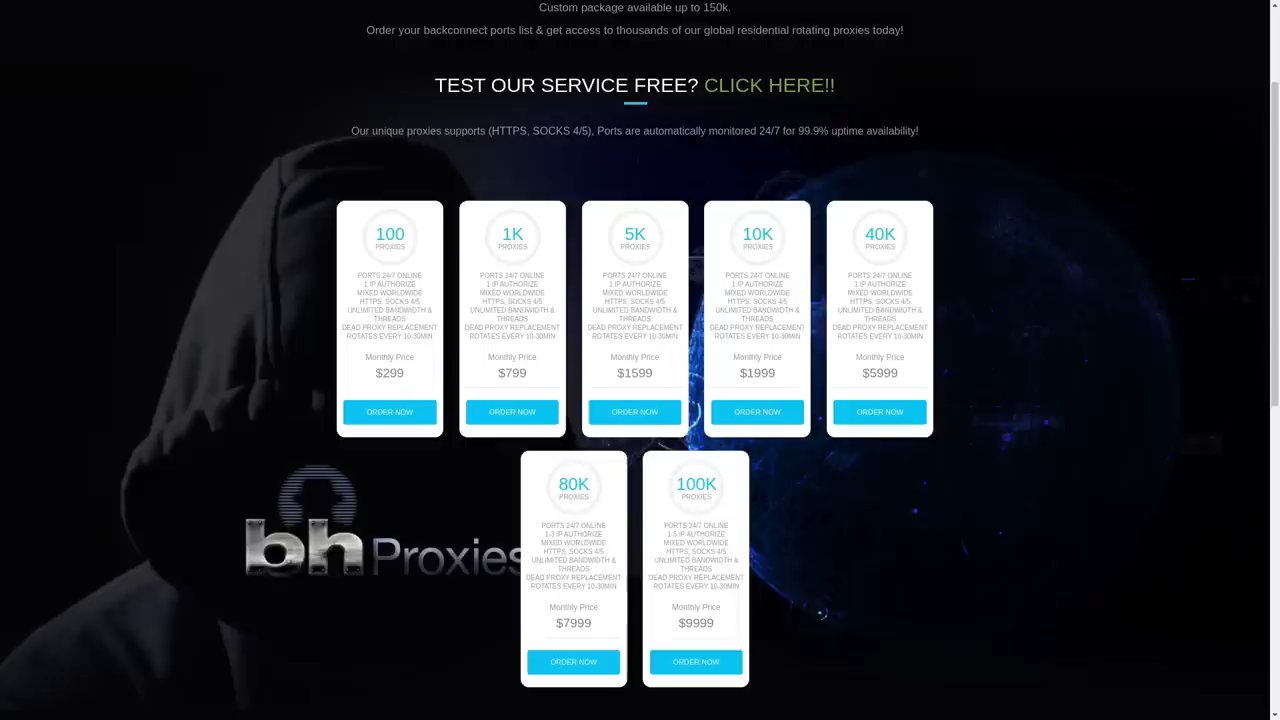 Custom package available up to 150k.
Order your backconnect ports list & get access to thousands of our global residential rotating proxies today!
TEST OUR SERVICE FREE? CLICK HERE!!
Our unique proxies supports (HTTPS, SOCKS 4/5), Ports are automatically monitored 24/7 for 99.9% uptime availability!
100
PROXIES
PORTS 24/7 ONLINE
1 IP AUTHORIZE
MIXED WORLDWIDE
HTTPS, SOCKS 4/5
UNLIMITED BANDWIDTH &
THREADS
DEAD PROXY REPLACEMENT
ROTATES EVERY 10-30MIN
Monthly Price
$299
ORDER NOW
1K
PROXIES
PORTS 24/7 ONLINE
1 IP AUTHORIZE
MIXED WORLDWIDE
HTTPS, SOCKS 4/5
UNLIMITED BANDWIDTH &
THREADS
DEAD PROXY REPLACEMENT
ROTATES EVERY 10-30MIN
Monthly Price
$799
ORDER NOW
5K
PROXIES
PORTS 24/7 ONLINE
1 IP AUTHORIZE
MIXED WORLDWIDE
HTTPS, SOCKS 4/5
UNLIMITED BANDWIDTH &
THREADS
DEAD PROXY REPLACEMENT
ROTATES EVERY 10-30MIN
Monthly Price
$1599
ORDER NOW
10K
PROXIES
PORTS 24/7 ONLINE
1 IP AUTHORIZE
MIXED WORLDWIDE
HTTPS, SOCKS 4/5
UNLIMITED BANDWIDTH &
THREADS
DEAD PROXY REPLACEMENT
ROTATES EVERY 10-30MIN
Monthly Price
$1999
ORDER NOW
40K
PROXIES
PORTS 24/7 ONLINE
1 IP AUTHORIZE
MIXED WORLDWIDE
HTTPS, SOCKS 4/5
UNLIMITED BANDWIDTH &
THREADS
DEAD PROXY REPLACEMENT
ROTATES EVERY 10-30MIN
Monthly Price
$5999
ORDER NOW
bh Proxies
80K
PROXIES
PORTS 24/7 ONLINE
1-3 IP AUTHORIZE
MIXED WORLDWIDE
HTTPS, SOCKS 4/5
UNLIMITED BANDWIDTH &
THREADS
DEAD PROXY REPLACEMENT
ROTATES EVERY 10-30MIN
Monthly Price
$7999
ORDER NOW
100K
PROXIES
PORTS 24/7 ONLINE
1-5 IP AUTHORIZE
MIXED WORLDWIDE
HTTPS, SOCKS 4/5
UNLIMITED BANDWIDTH &
THREADS
DEAD PROXY REPLACEMENT
ROTATES EVERY 10-30MIN
Monthly Price
$9999
ORDER NOW